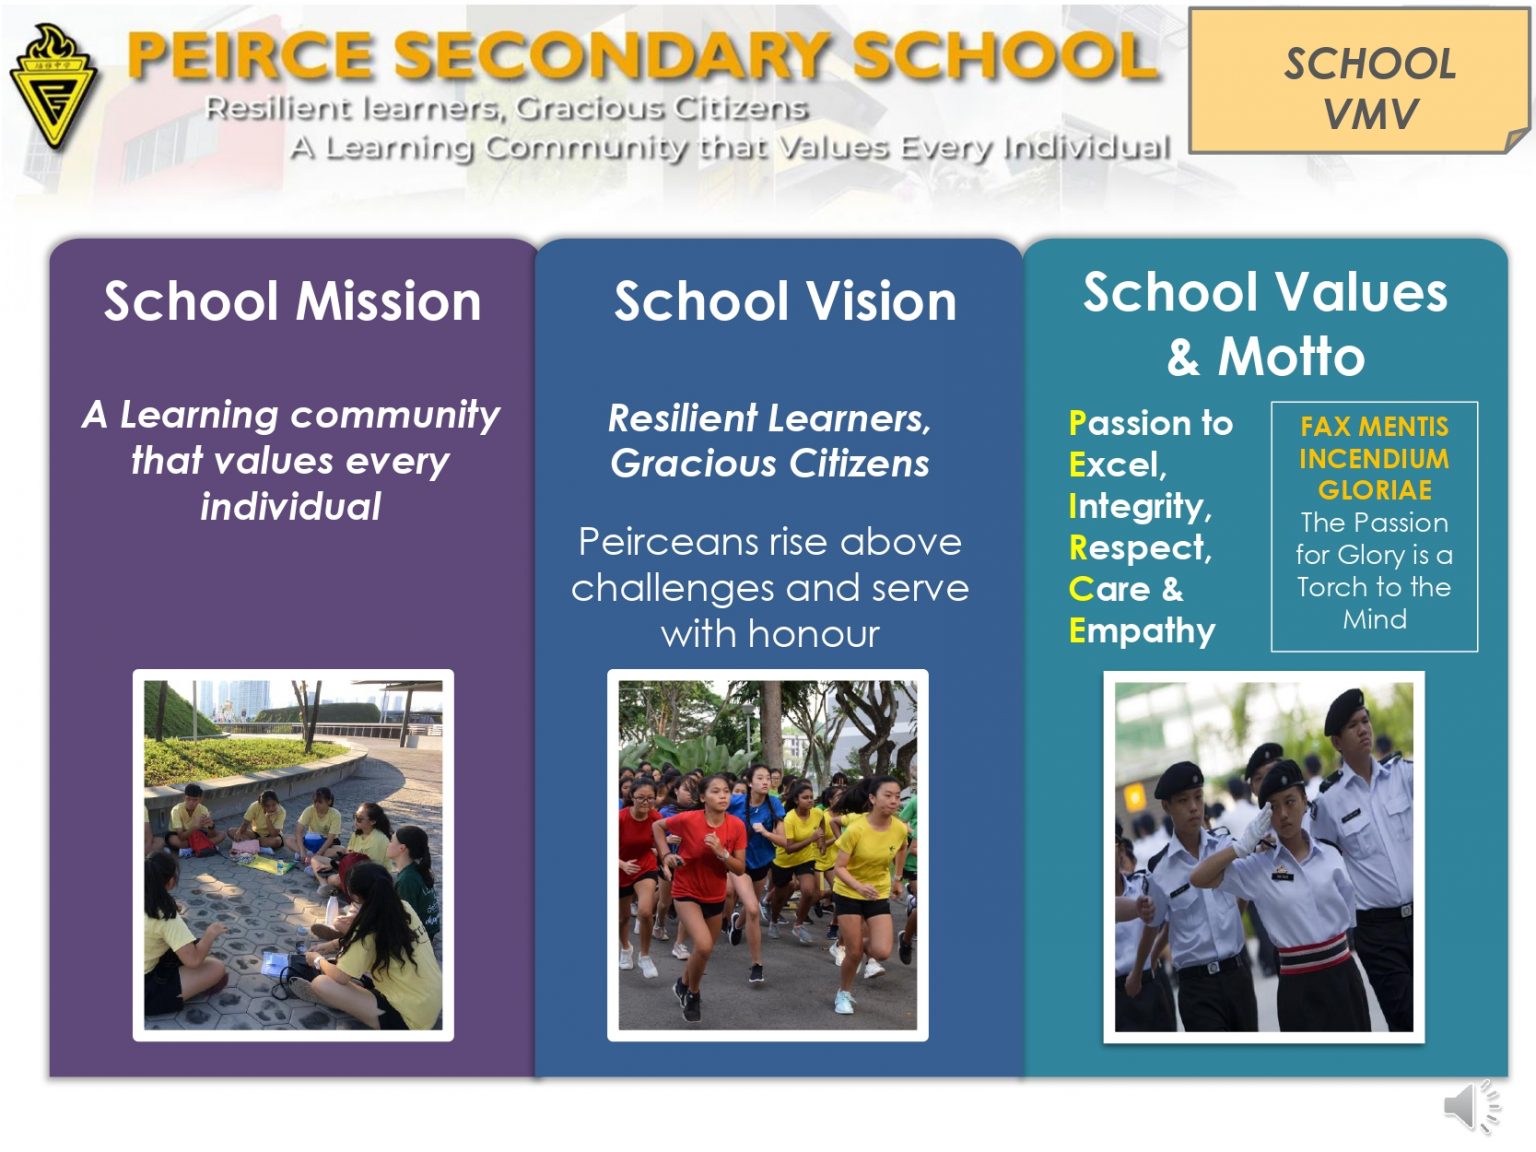 PEIRCE SECONDARY SCHOOL
Resilient learners, Gracious Citizens
A Learning Community that Values Every Individual
SCHOOL
VMV
School Mission
A Learning community
that values every
individual
School Vision
Resilient Learners,
Gracious Citizens
Peirceans rise above
challenges and serve
with honour
School Values
& Motto
Passion to
Excel,
Integrity,
Respect,
Care &
Empathy
FAX MENTIS
INCENDIUM
GLORIAE
The Passion
for Glory is a
Torch to the
Mind